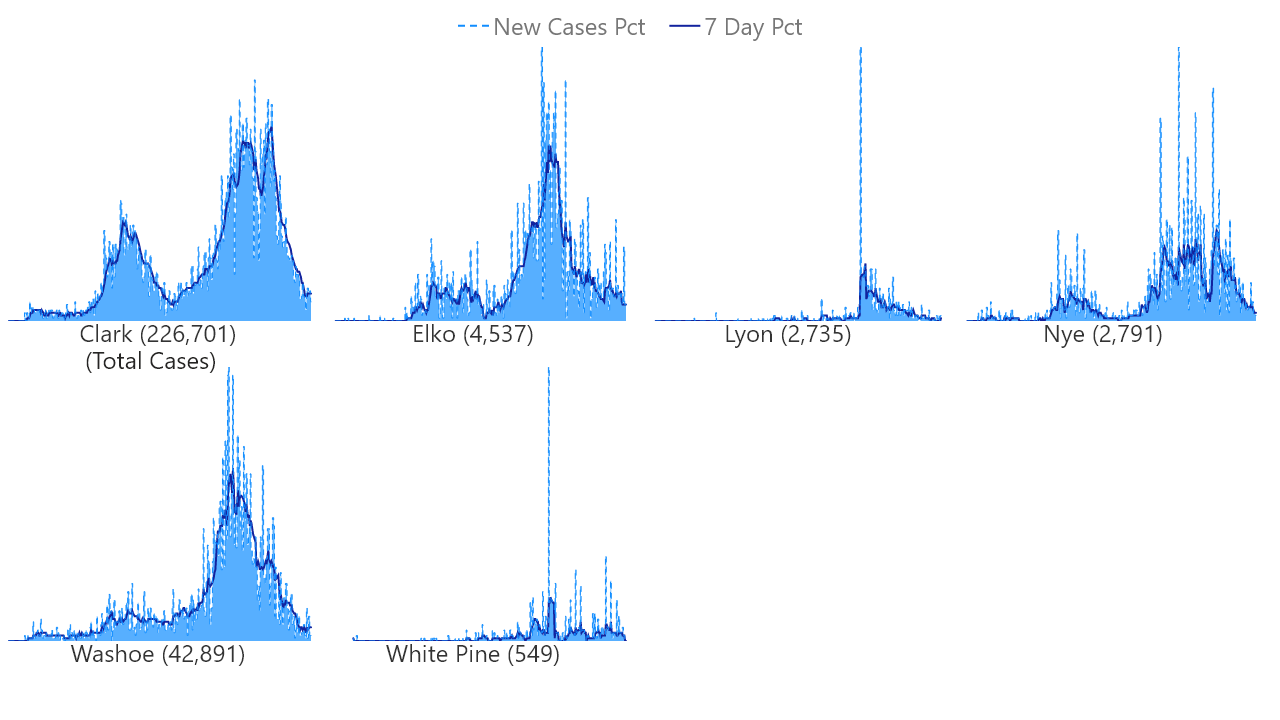 New Cases Pct 7 Day Pct
Clark (226,701)
(Total Cases)
Elko (4,537)
Lyon (2,735)
Nye (2,791)
Washoe (42,891)
White Pine (549)